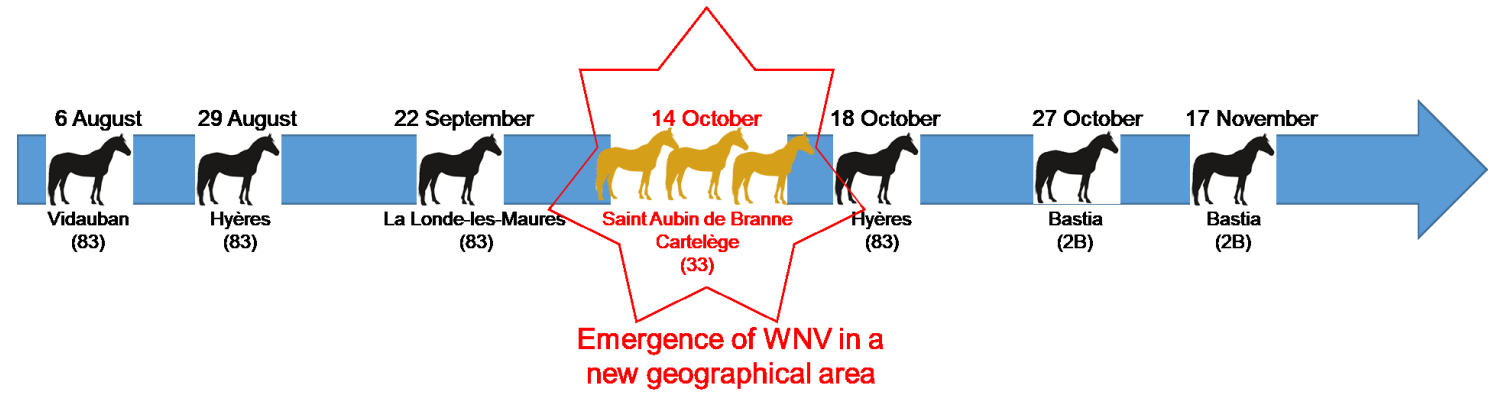 6 August
29 August
22 September
14 October
18 October
27 October
17 November
Vidauban
(83)
Hyères
(83)
La Londe-les-Maures
(83)
Saint Aubin de Branne
Cartelège
(33)
Hyères
(83)
Bastia
(2B)
Bastia
(2B)
Emergence of WNV in a
new geographical area